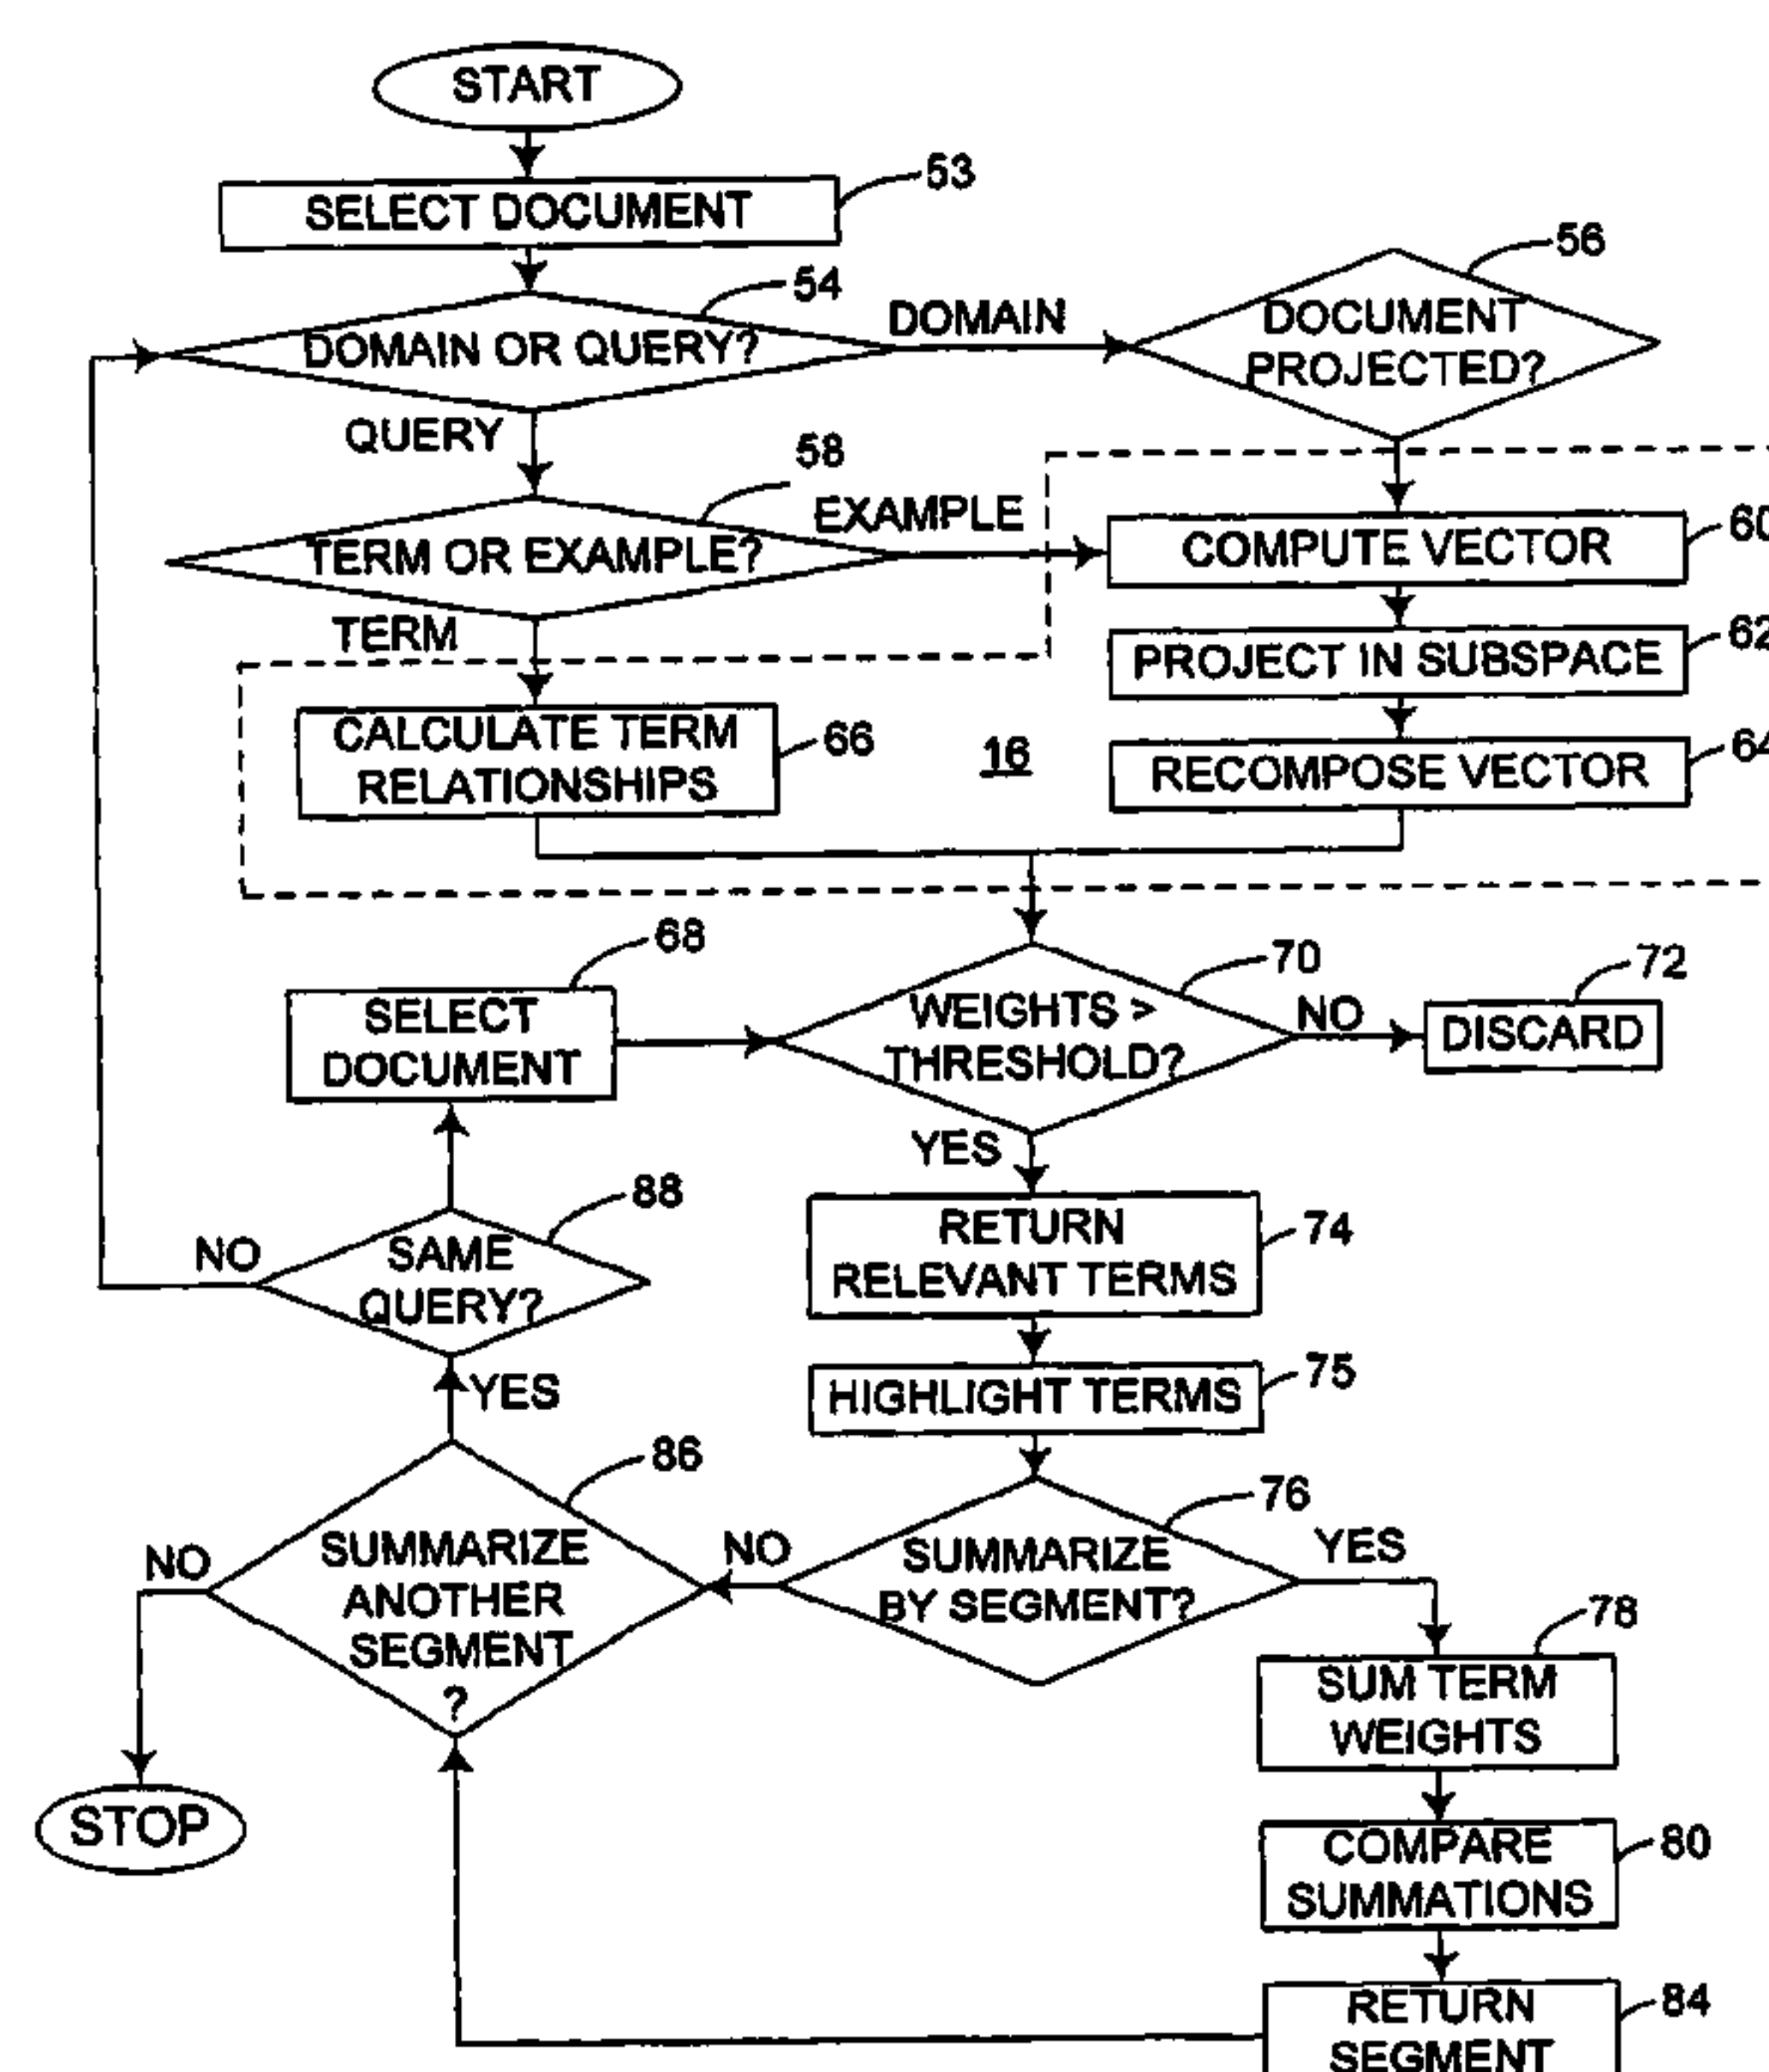 START
53
SELECT DOCUMENT
54
56
DOMAIN OR QUERY?
DOMAIN
DOCUMENT
PROJECTED?
QUERY
58
TERM OR EXAMPLE?
EXAMPLE
COMPUTE VECTOR
60
TERM
PROJECT IN SUBSPACE
62
CALCULATE TERM
RELATIONSHIPS
66
16
RECOMPOSE VECTOR
64
68
70
72
SELECT
DOCUMENT
WEIGHTS >
THRESHOLD?
NO
DISCARD
YES
88
RETURN
RELEVANT TERMS
74
NO
SAME
QUERY?
YES
HIGHLIGHT TERMS
75
86
76
NO
SUMMARIZE
ANOTHER
SEGMENT
?
NO
SUMMARIZE
BY SEGMENT?
YES
78
SUM TERM
WEIGHTS
STOP
COMPARE
SUMMATIONS
80
RETURN
SEGMENT
84